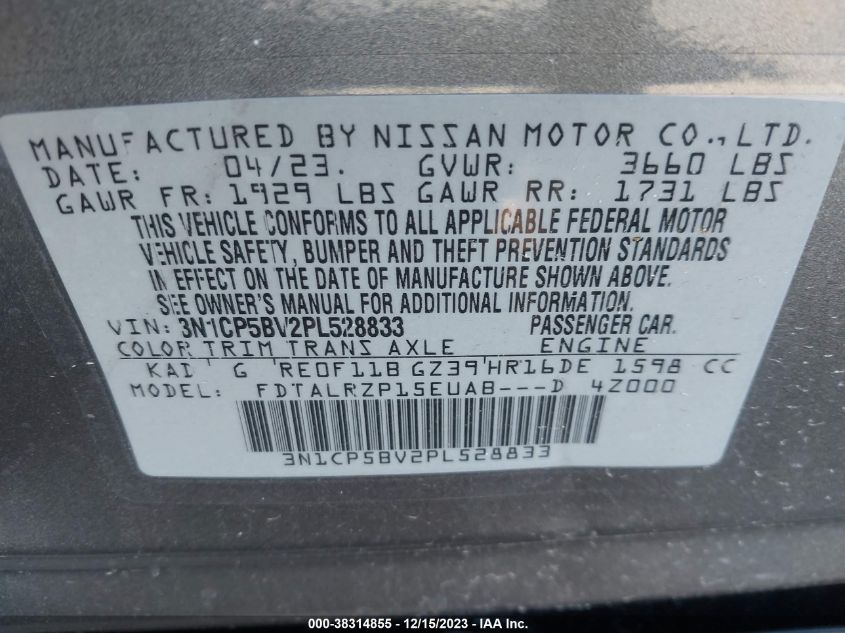 MANUFACTURED BY NISSAN MOTOR CO., LTD.
DATE: 04/23. GVWR: 3660 LBS
GAWR FR: 1929 LBS GAWR RR: 1731 LBS
THIS VEHICLE CONFORMS TO ALL APPLICABLE FEDERAL MOTOR
VEHICLE SAFETY, BUMPER AND THEFT PREVENTION STANDARDS
IN EFFECT ON THE DATE OF MANUFACTURE SHOWN ABOVE.
SEE OWNER'S MANUAL FOR ADDITIONAL INFORMATION.
VIN: 3N1CP5BV2PL528833 PASSENGER CAR.
COLOR TRIM TRANS AXLE ENGINE
KAD G RE0F11B GZ39 HR16DE 1598 CC
MODEL: FDTALRZP15EUAB---D 4Z000
3N1CP5BV2PL528833
000-38314855 - 12/15/2023 - IAA Inc.